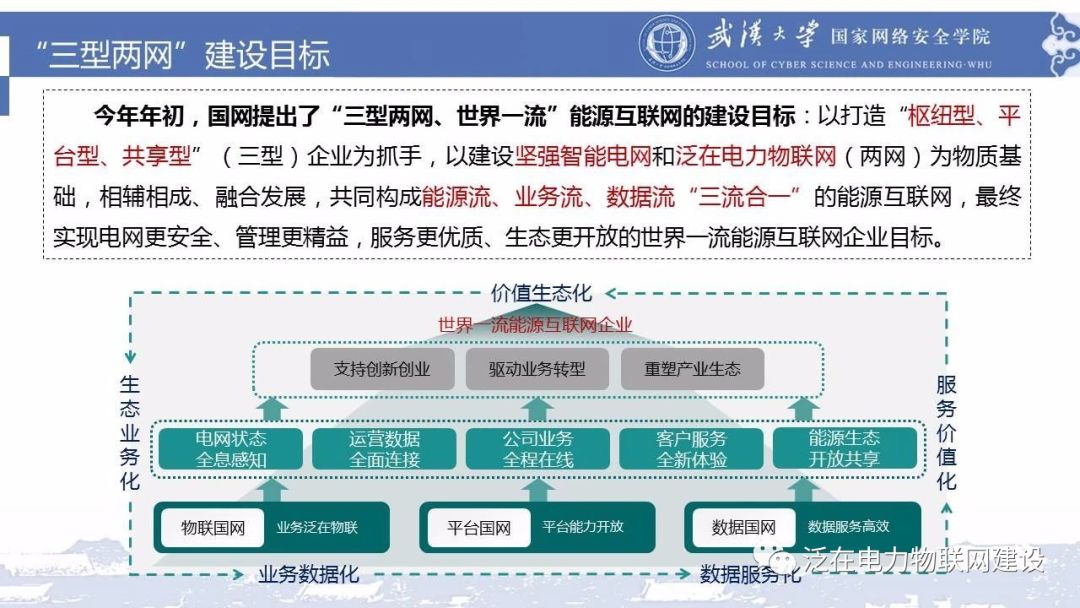 “三型两网”建设目标
武汉大学 国家网络安全学院
SCHOOL OF CYBER SCIENCE AND ENGINEERING·WHU
今年年初，国网提出了“三型两网、世界一流”能源互联网的建设目标：以打造“枢纽型、平
台型、共享型”（三型）企业为抓手，以建设坚强智能电网和泛在电力物联网（两网）为物质基
础，相辅相成、融合发展，共同构成能源流、业务流、数据流“三流合一”的能源互联网，最终
实现电网更安全、管理更精益，服务更优质、生态更开放的世界一流能源互联网企业目标。
价值生态化
世界一流能源互联网企业
支持创新创业 驱动业务转型 重塑产业生态
生态业务化
服务价值化
电网状态 运营数据 公司业务 客户服务 能源生态
全息感知 全面连接 全程在线 全新体验 开放共享
物联国网 业务泛在物联 平台国网 平台能力开放 数据国网 数据服务高效
泛在电力物联网建设
业务数据化 数据服务化